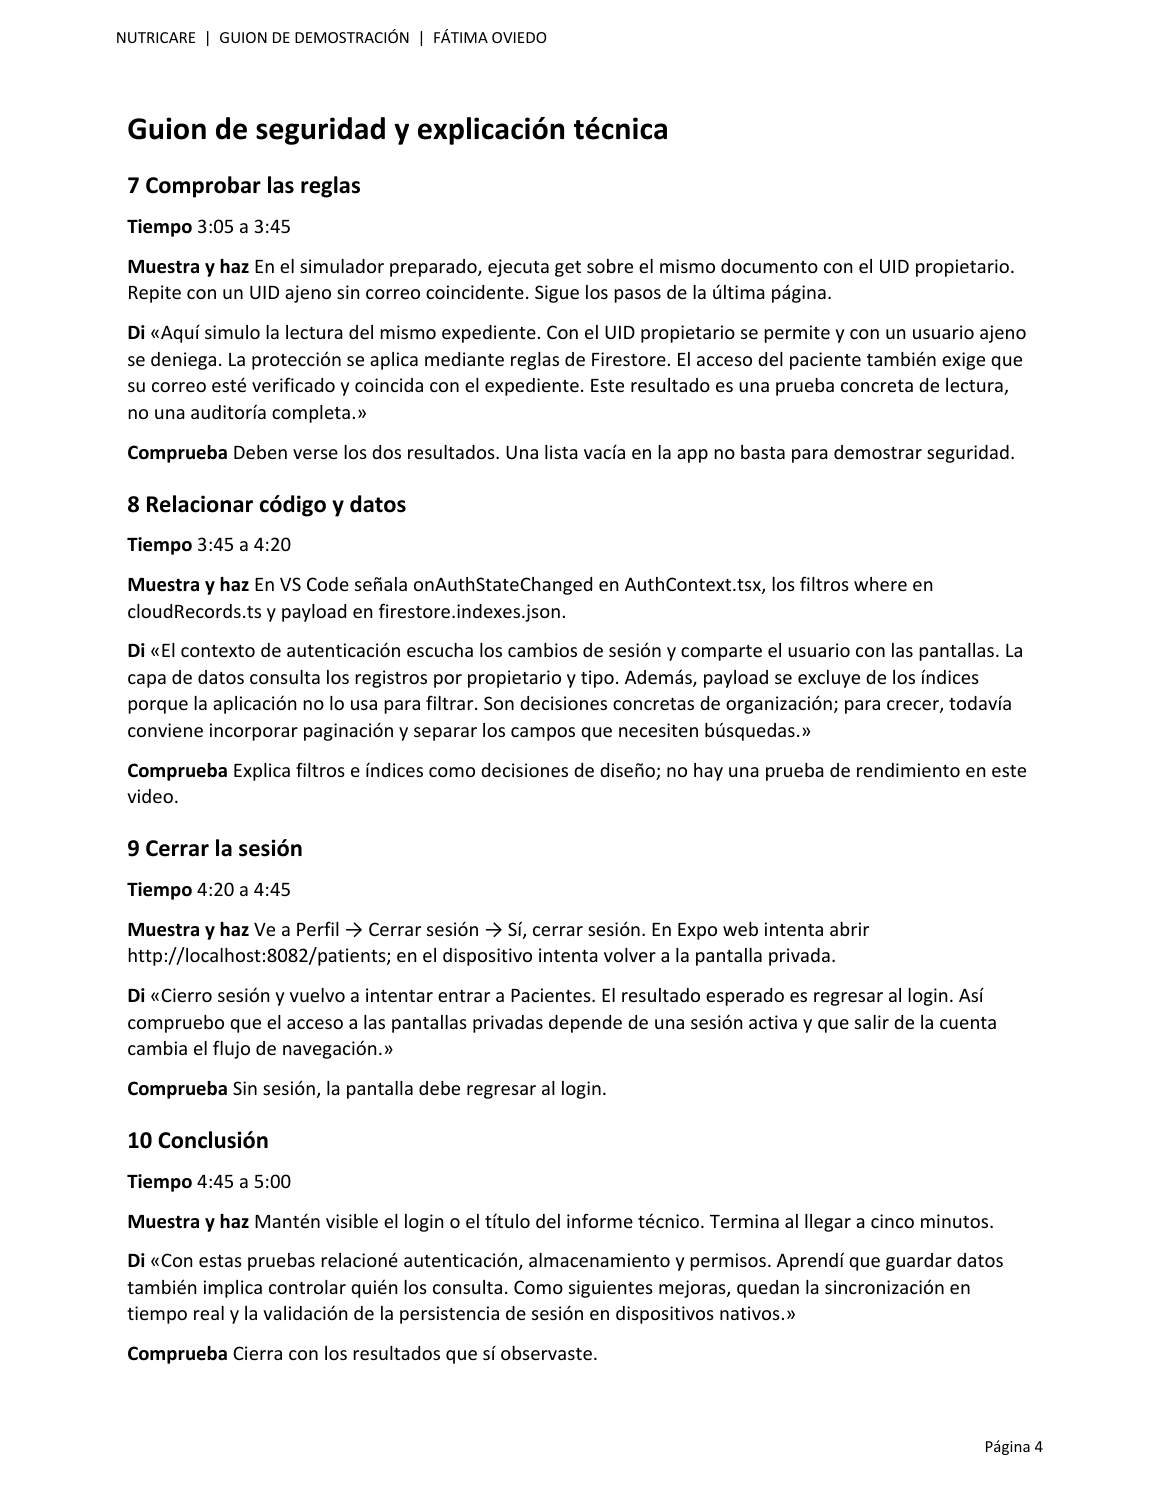 NUTRICARE | GUION DE DEMOSTRACIÓN | FÁTIMA OVIEDO
Guion de seguridad y explicación técnica
7 Comprobar las reglas
Tiempo 3:05 a 3:45
Muestra y haz En el simulador preparado, ejecuta get sobre el mismo documento con el UID propietario.
Repite con un UID ajeno sin correo coincidente. Sigue los pasos de la última página.
Di «Aquí simulo la lectura del mismo expediente. Con el UID propietario se permite y con un usuario ajeno
se deniega. La protección se aplica mediante reglas de Firestore. El acceso del paciente también exige que
su correo esté verificado y coincida con el expediente. Este resultado es una prueba concreta de lectura,
no una auditoría completa.»
Comprueba Deben verse los dos resultados. Una lista vacía en la app no basta para demostrar seguridad.
8 Relacionar código y datos
Tiempo 3:45 a 4:20
Muestra y haz En VS Code señala onAuthStateChanged en AuthContext.tsx, los filtros where en
cloudRecords.ts y payload en firestore.indexes.json.
Di «El contexto de autenticación escucha los cambios de sesión y comparte el usuario con las pantallas. La
capa de datos consulta los registros por propietario y tipo. Además, payload se excluye de los índices
porque la aplicación no lo usa para filtrar. Son decisiones concretas de organización; para crecer, todavía
conviene incorporar paginación y separar los campos que necesiten búsquedas.»
Comprueba Explica filtros e índices como decisiones de diseño; no hay una prueba de rendimiento en este
video.
9 Cerrar la sesión
Tiempo 4:20 a 4:45
Muestra y haz Ve a Perfil → Cerrar sesión → Sí, cerrar sesión. En Expo web intenta abrir
http://localhost:8082/patients; en el dispositivo intenta volver a la pantalla privada.
Di «Cierro sesión y vuelvo a intentar entrar a Pacientes. El resultado esperado es regresar al login. Así
compruebo que el acceso a las pantallas privadas depende de una sesión activa y que salir de la cuenta
cambia el flujo de navegación.»
Comprueba Sin sesión, la pantalla debe regresar al login.
10 Conclusión
Tiempo 4:45 a 5:00
Muestra y haz Mantén visible el login o el título del informe técnico. Termina al llegar a cinco minutos.
Di «Con estas pruebas relacioné autenticación, almacenamiento y permisos. Aprendí que guardar datos
también implica controlar quién los consulta. Como siguientes mejoras, quedan la sincronización en
tiempo real y la validación de la persistencia de sesión en dispositivos nativos.»
Comprueba Cierra con los resultados que sí observaste.
Página 4